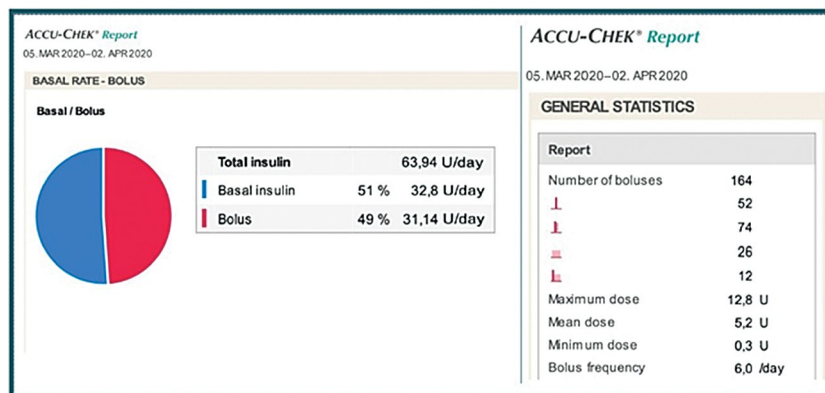 ACCU-CHEK® Report
05. MAR 2020–02. APR 2020
BASAL RATE - BOLUS
Basal / Bolus
Total insulin 63,94 U/day
Basal insulin 51 % 32,8 U/day
Bolus 49 % 31,14 U/day
ACCU-CHEK® Report
05. MAR 2020–02. APR 2020
GENERAL STATISTICS
Report
Number of boluses 164
52
74
26
12
Maximum dose 12,8 U
Mean dose 5,2 U
Minimum dose 0,3 U
Bolus frequency 6,0 /day